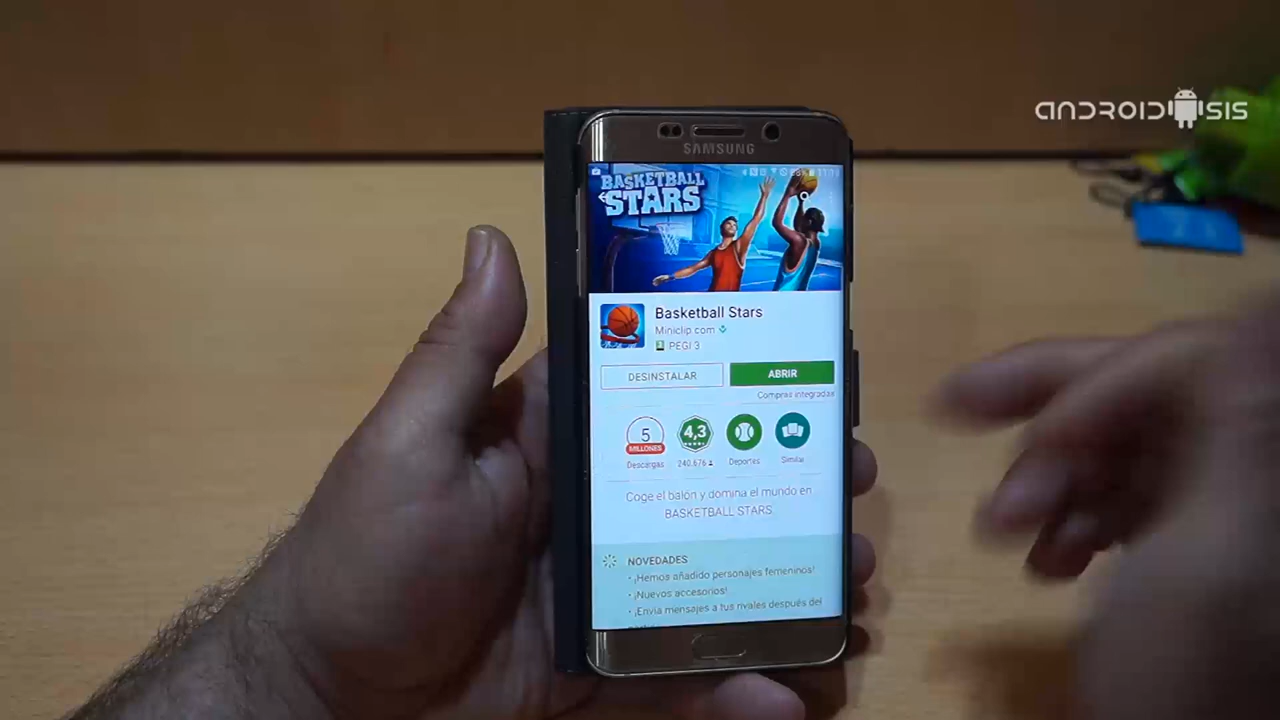 ANDROIDSIS
SAMSUNG
BASKETBALL
STARS
Basketball Stars
Miniclip.com
3 PEGI 3
DESINSTALAR
ABRIR
Compras integradas
5
MILLONES
4,3
Descargas
240.676
Deportes
Similar
Coge el balón y domina el mundo en
BASKETBALL STARS.
NOVEDADES
• ¡Hemos añadido personajes femeninos!
• ¡Nuevos accesorios!
• ¡Envía mensajes a tus rivales después del